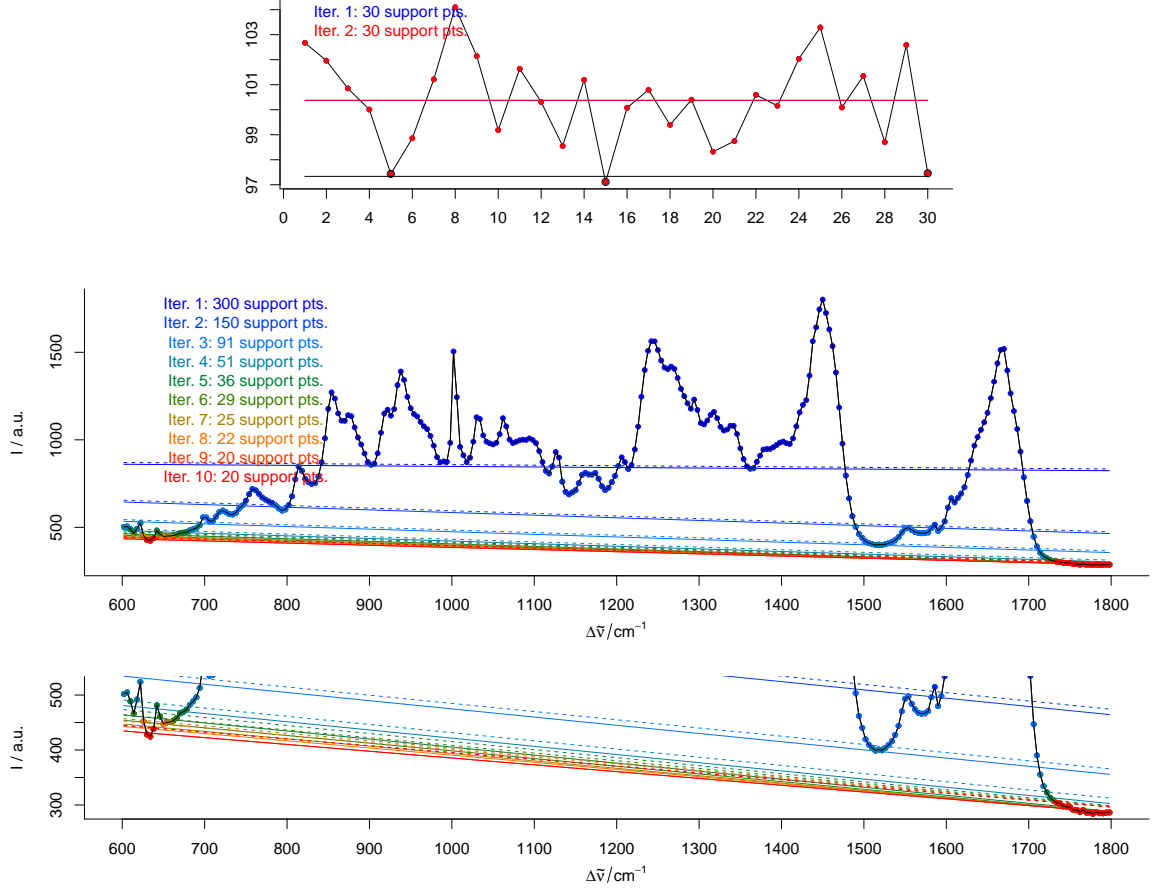 Iter. 1: 30 support pts.
Iter. 2: 30 support pts.
103
101
99
97
0 2 4 6 8 10 12 14 16 18 20 22 24 26 28 30
Iter. 1: 300 support pts.
Iter. 2: 150 support pts.
Iter. 3: 91 support pts.
Iter. 4: 51 support pts.
Iter. 5: 36 support pts.
Iter. 6: 29 support pts.
Iter. 7: 25 support pts.
Iter. 8: 22 support pts.
Iter. 9: 20 support pts.
Iter. 10: 20 support pts.
I / a.u.
1500
1000
500
600 700 800 900 1000 1100 1200 1300 1400 1500 1600 1700 1800
Δν̃/cm⁻¹
I / a.u.
500
400
300
600 700 800 900 1000 1100 1200 1300 1400 1500 1600 1700 1800
Δν̃/cm⁻¹